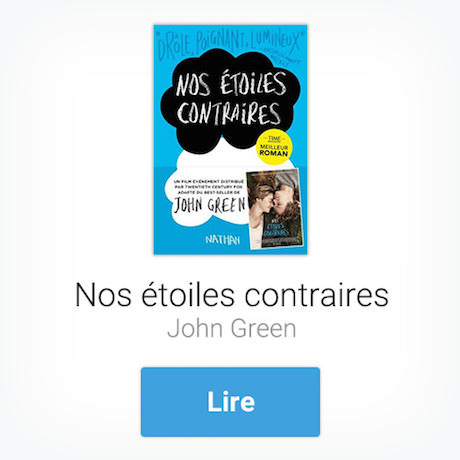 "DRÔLE, POIGNANT, LUMINEUX"
NOS ÉTOILES
CONTRAIRES
TIME
MEILLEUR
ROMAN
UN FILM ÉVÉNEMENT DISTRIBUÉ
PAR TWENTIETH CENTURY FOX
ADAPTÉ DU BEST-SELLER DE
JOHN GREEN
NOS
ÉTOILES
CONTRAIRES
NATHAN
Nos étoiles contraires
John Green
Lire